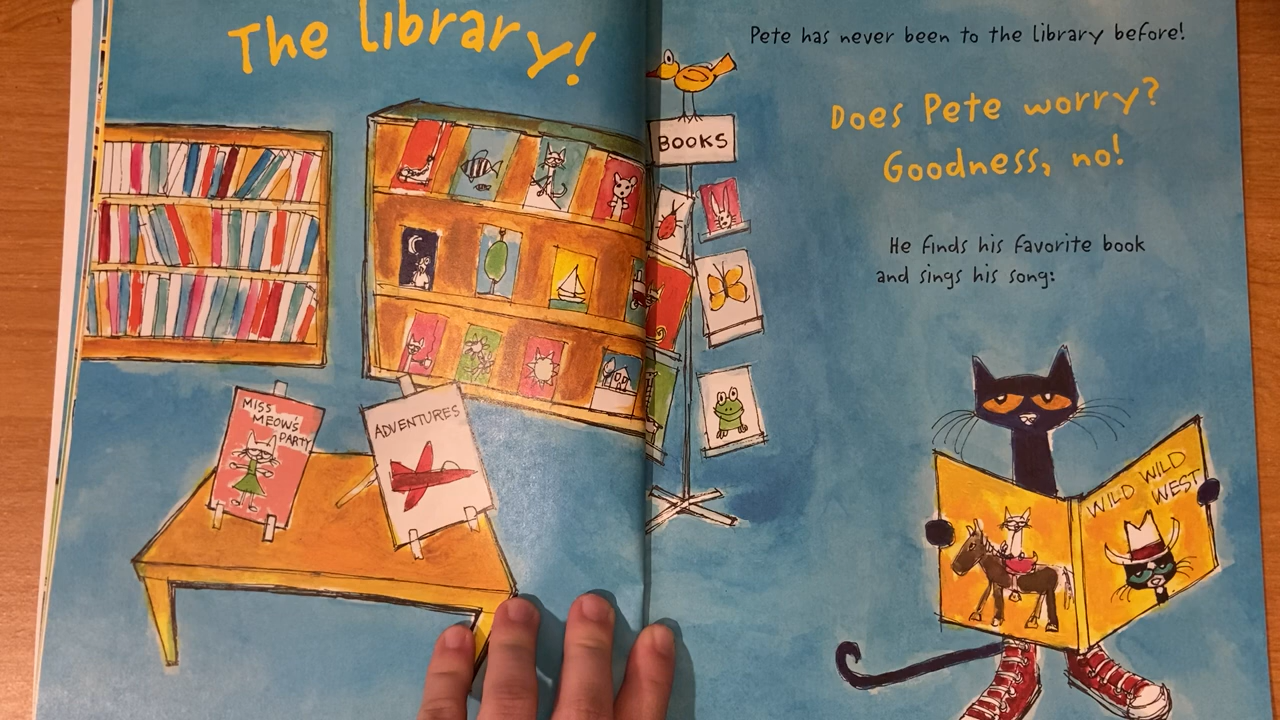 The library!
MISS
MEOW'S
PARTY
ADVENTURES
BOOKS
Pete has never been to the library before!
Does Pete worry?
Goodness, no!
He finds his favorite book
and sings his song:
WILD WILD
WEST